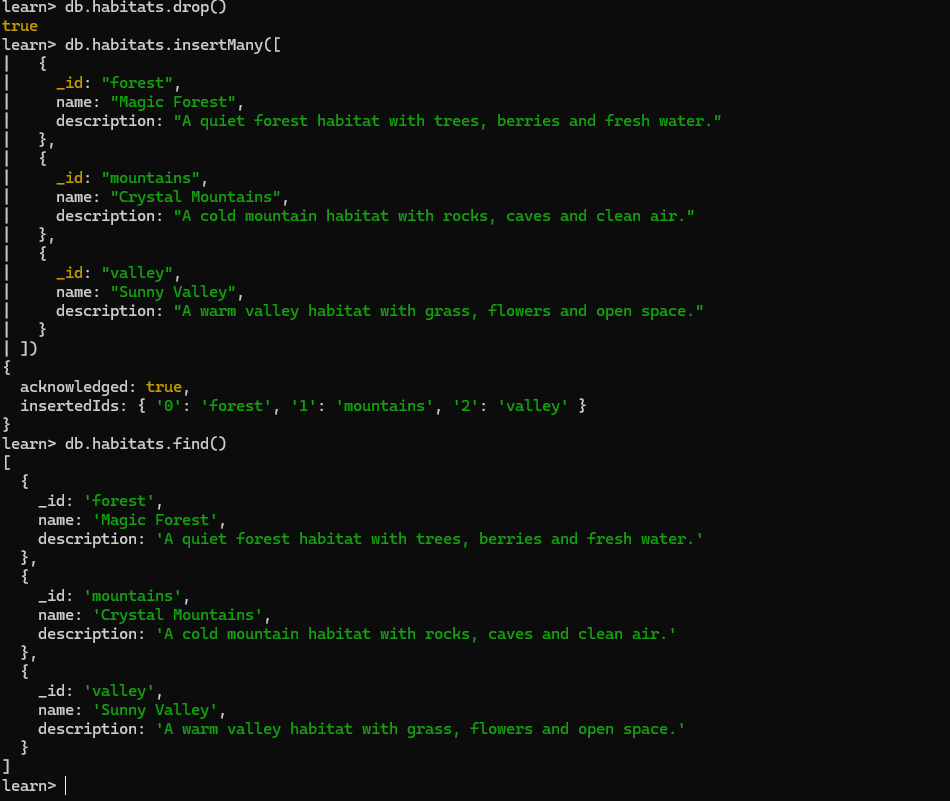 learn> db.habitats.drop()
true
learn> db.habitats.insertMany([
|   {
|     _id: "forest",
|     name: "Magic Forest",
|     description: "A quiet forest habitat with trees, berries and fresh water."
|   },
|   {
|     _id: "mountains",
|     name: "Crystal Mountains",
|     description: "A cold mountain habitat with rocks, caves and clean air."
|   },
|   {
|     _id: "valley",
|     name: "Sunny Valley",
|     description: "A warm valley habitat with grass, flowers and open space."
|   }
| ])
{
  acknowledged: true,
  insertedIds: { '0': 'forest', '1': 'mountains', '2': 'valley' }
}
learn> db.habitats.find()
[
  {
    _id: 'forest',
    name: 'Magic Forest',
    description: 'A quiet forest habitat with trees, berries and fresh water.'
  },
  {
    _id: 'mountains',
    name: 'Crystal Mountains',
    description: 'A cold mountain habitat with rocks, caves and clean air.'
  },
  {
    _id: 'valley',
    name: 'Sunny Valley',
    description: 'A warm valley habitat with grass, flowers and open space.'
  }
]
learn>